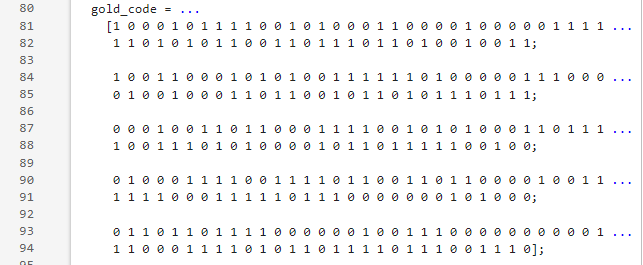 80 gold_code = ...
81 [1 0 0 0 1 0 1 1 1 1 0 0 1 0 1 0 0 0 1 1 0 0 0 0 1 0 0 0 0 0 1 1 1 1 ...
82 1 1 0 1 0 1 0 1 1 0 0 1 1 0 1 1 1 0 1 1 0 1 0 0 1 0 0 1 1;
83
84 1 0 0 1 1 0 0 0 1 0 1 0 1 0 0 1 1 1 1 1 1 0 1 0 0 0 0 0 1 1 1 0 0 0 ...
85 0 1 0 0 1 0 0 0 1 1 0 1 1 0 0 1 0 1 1 0 1 0 1 1 1 0 1 1 1;
86
87 0 0 0 1 0 0 1 1 0 1 1 0 0 0 1 1 1 1 0 0 1 0 1 0 1 0 0 0 1 1 0 1 1 1 ...
88 1 0 0 1 1 1 0 1 0 1 0 0 0 0 1 0 1 1 0 1 1 1 1 1 0 0 1 0 0;
89
90 0 1 0 0 0 1 1 1 1 0 0 1 1 1 1 0 1 1 0 0 1 1 0 1 1 0 0 0 0 1 0 0 1 1 ...
91 1 1 1 1 0 0 0 1 1 1 1 1 0 1 1 1 0 0 0 0 0 0 0 1 0 1 0 0 0;
92
93 0 1 1 0 1 1 0 1 1 1 1 0 0 0 0 0 0 1 0 0 1 1 1 0 0 0 0 0 0 0 0 0 0 1 ...
94 1 1 0 0 0 1 1 1 1 0 1 0 1 1 0 1 1 1 1 0 1 1 1 0 0 1 1 1 0];